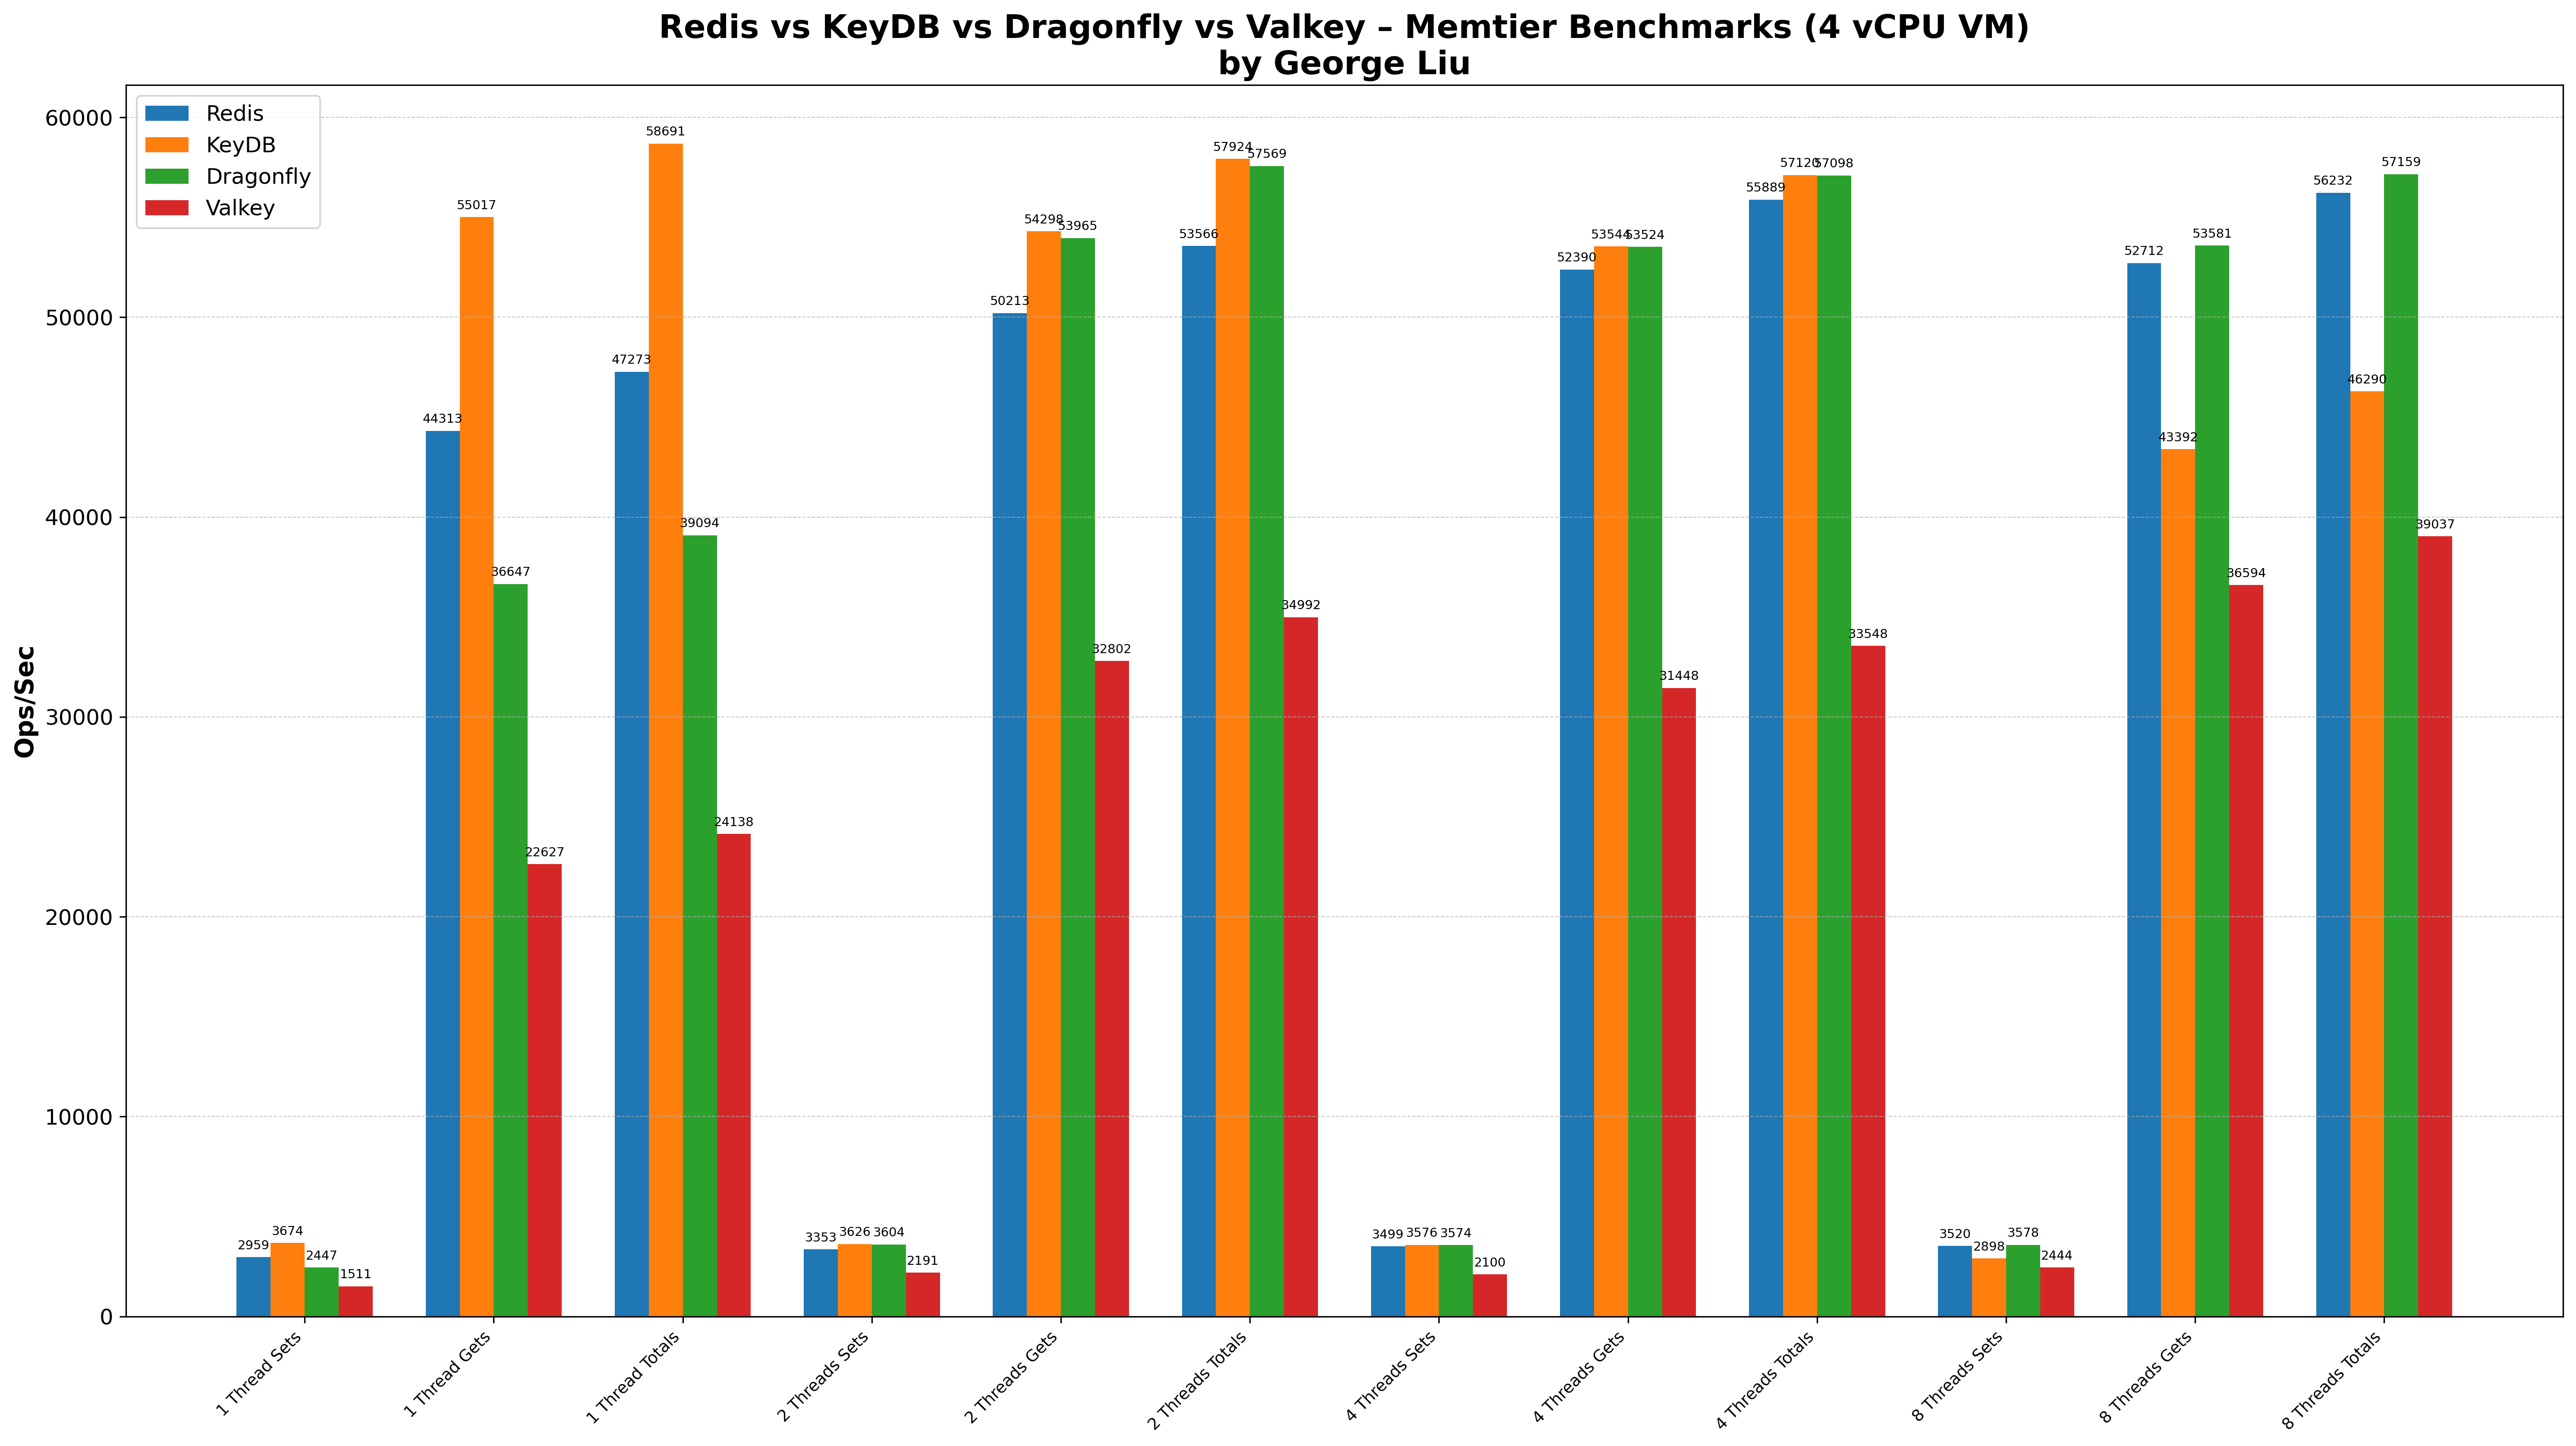 Redis vs KeyDB vs Dragonfly vs Valkey – Memtier Benchmarks (4 vCPU VM)
by George Liu
Redis
KeyDB
Dragonfly
Valkey
Ops/Sec
60000
50000
40000
30000
20000
10000
0
2959
3674
2447
1511
44313
55017
36647
22627
47273
58691
39094
24138
3353
3626
3604
2191
50213
54298
53965
32802
53566
57924
57569
34992
3499
3576
3574
2100
52390
53544
53524
31448
55889
57120
57098
33548
3520
2898
3578
2444
52712
43392
53581
36594
56232
46290
57159
39037
1 Thread Sets
1 Thread Gets
1 Thread Totals
2 Threads Sets
2 Threads Gets
2 Threads Totals
4 Threads Sets
4 Threads Gets
4 Threads Totals
8 Threads Sets
8 Threads Gets
8 Threads Totals